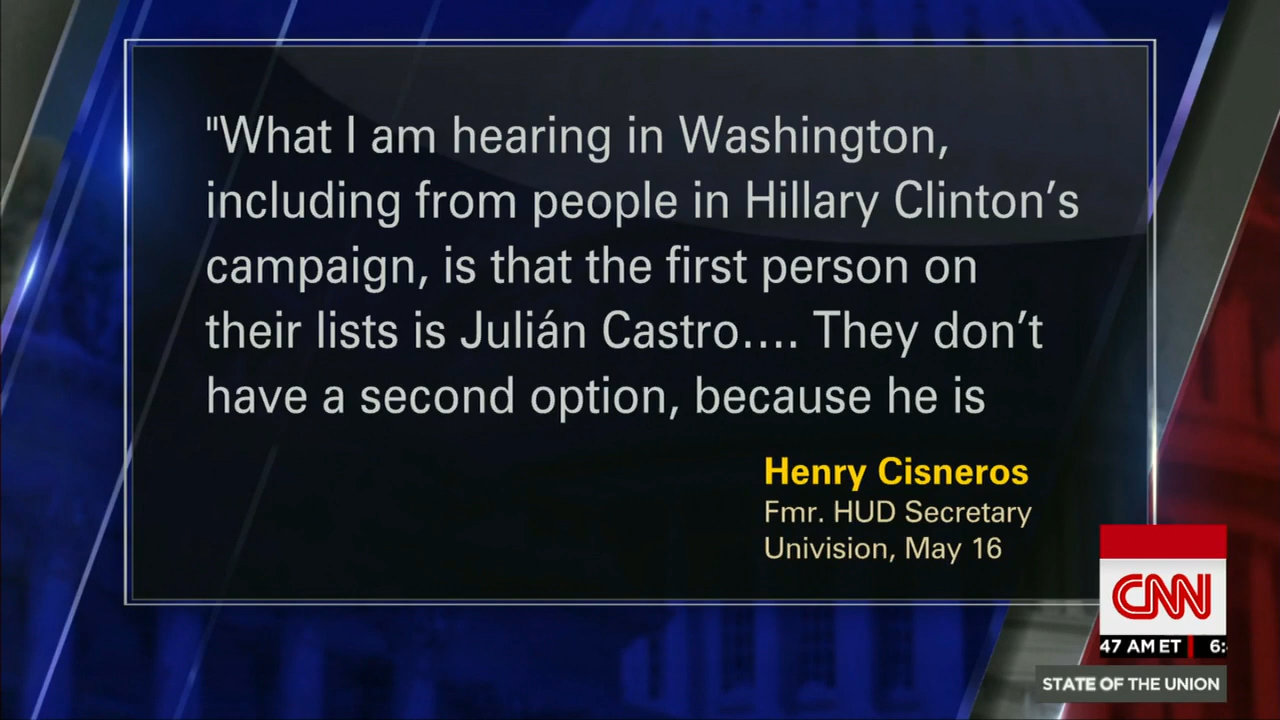 "What I am hearing in Washington,
including from people in Hillary Clinton’s
campaign, is that the first person on
their lists is Julián Castro…. They don’t
have a second option, because he is
Henry Cisneros
Fmr. HUD Secretary
Univision, May 16
CNN
47 AM ET 6:
STATE OF THE UNION